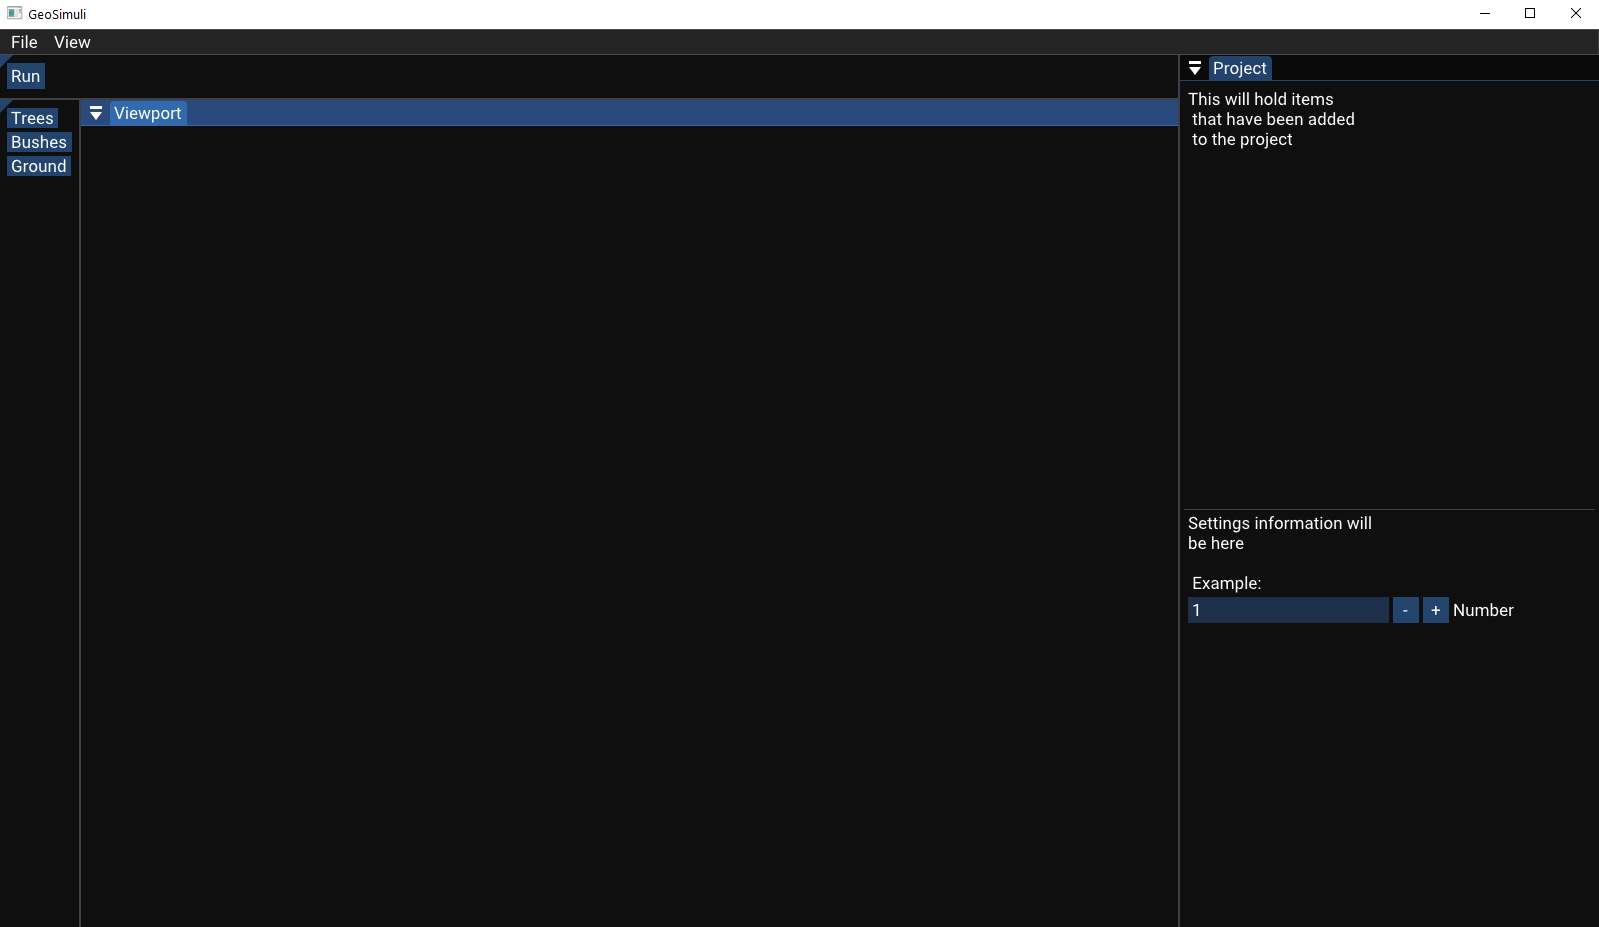 GeoSimuli
File View
Run
Trees
Bushes
Ground
Viewport
Project
This will hold items
that have been added
to the project
Settings information will
be here
Example:
1 - + Number